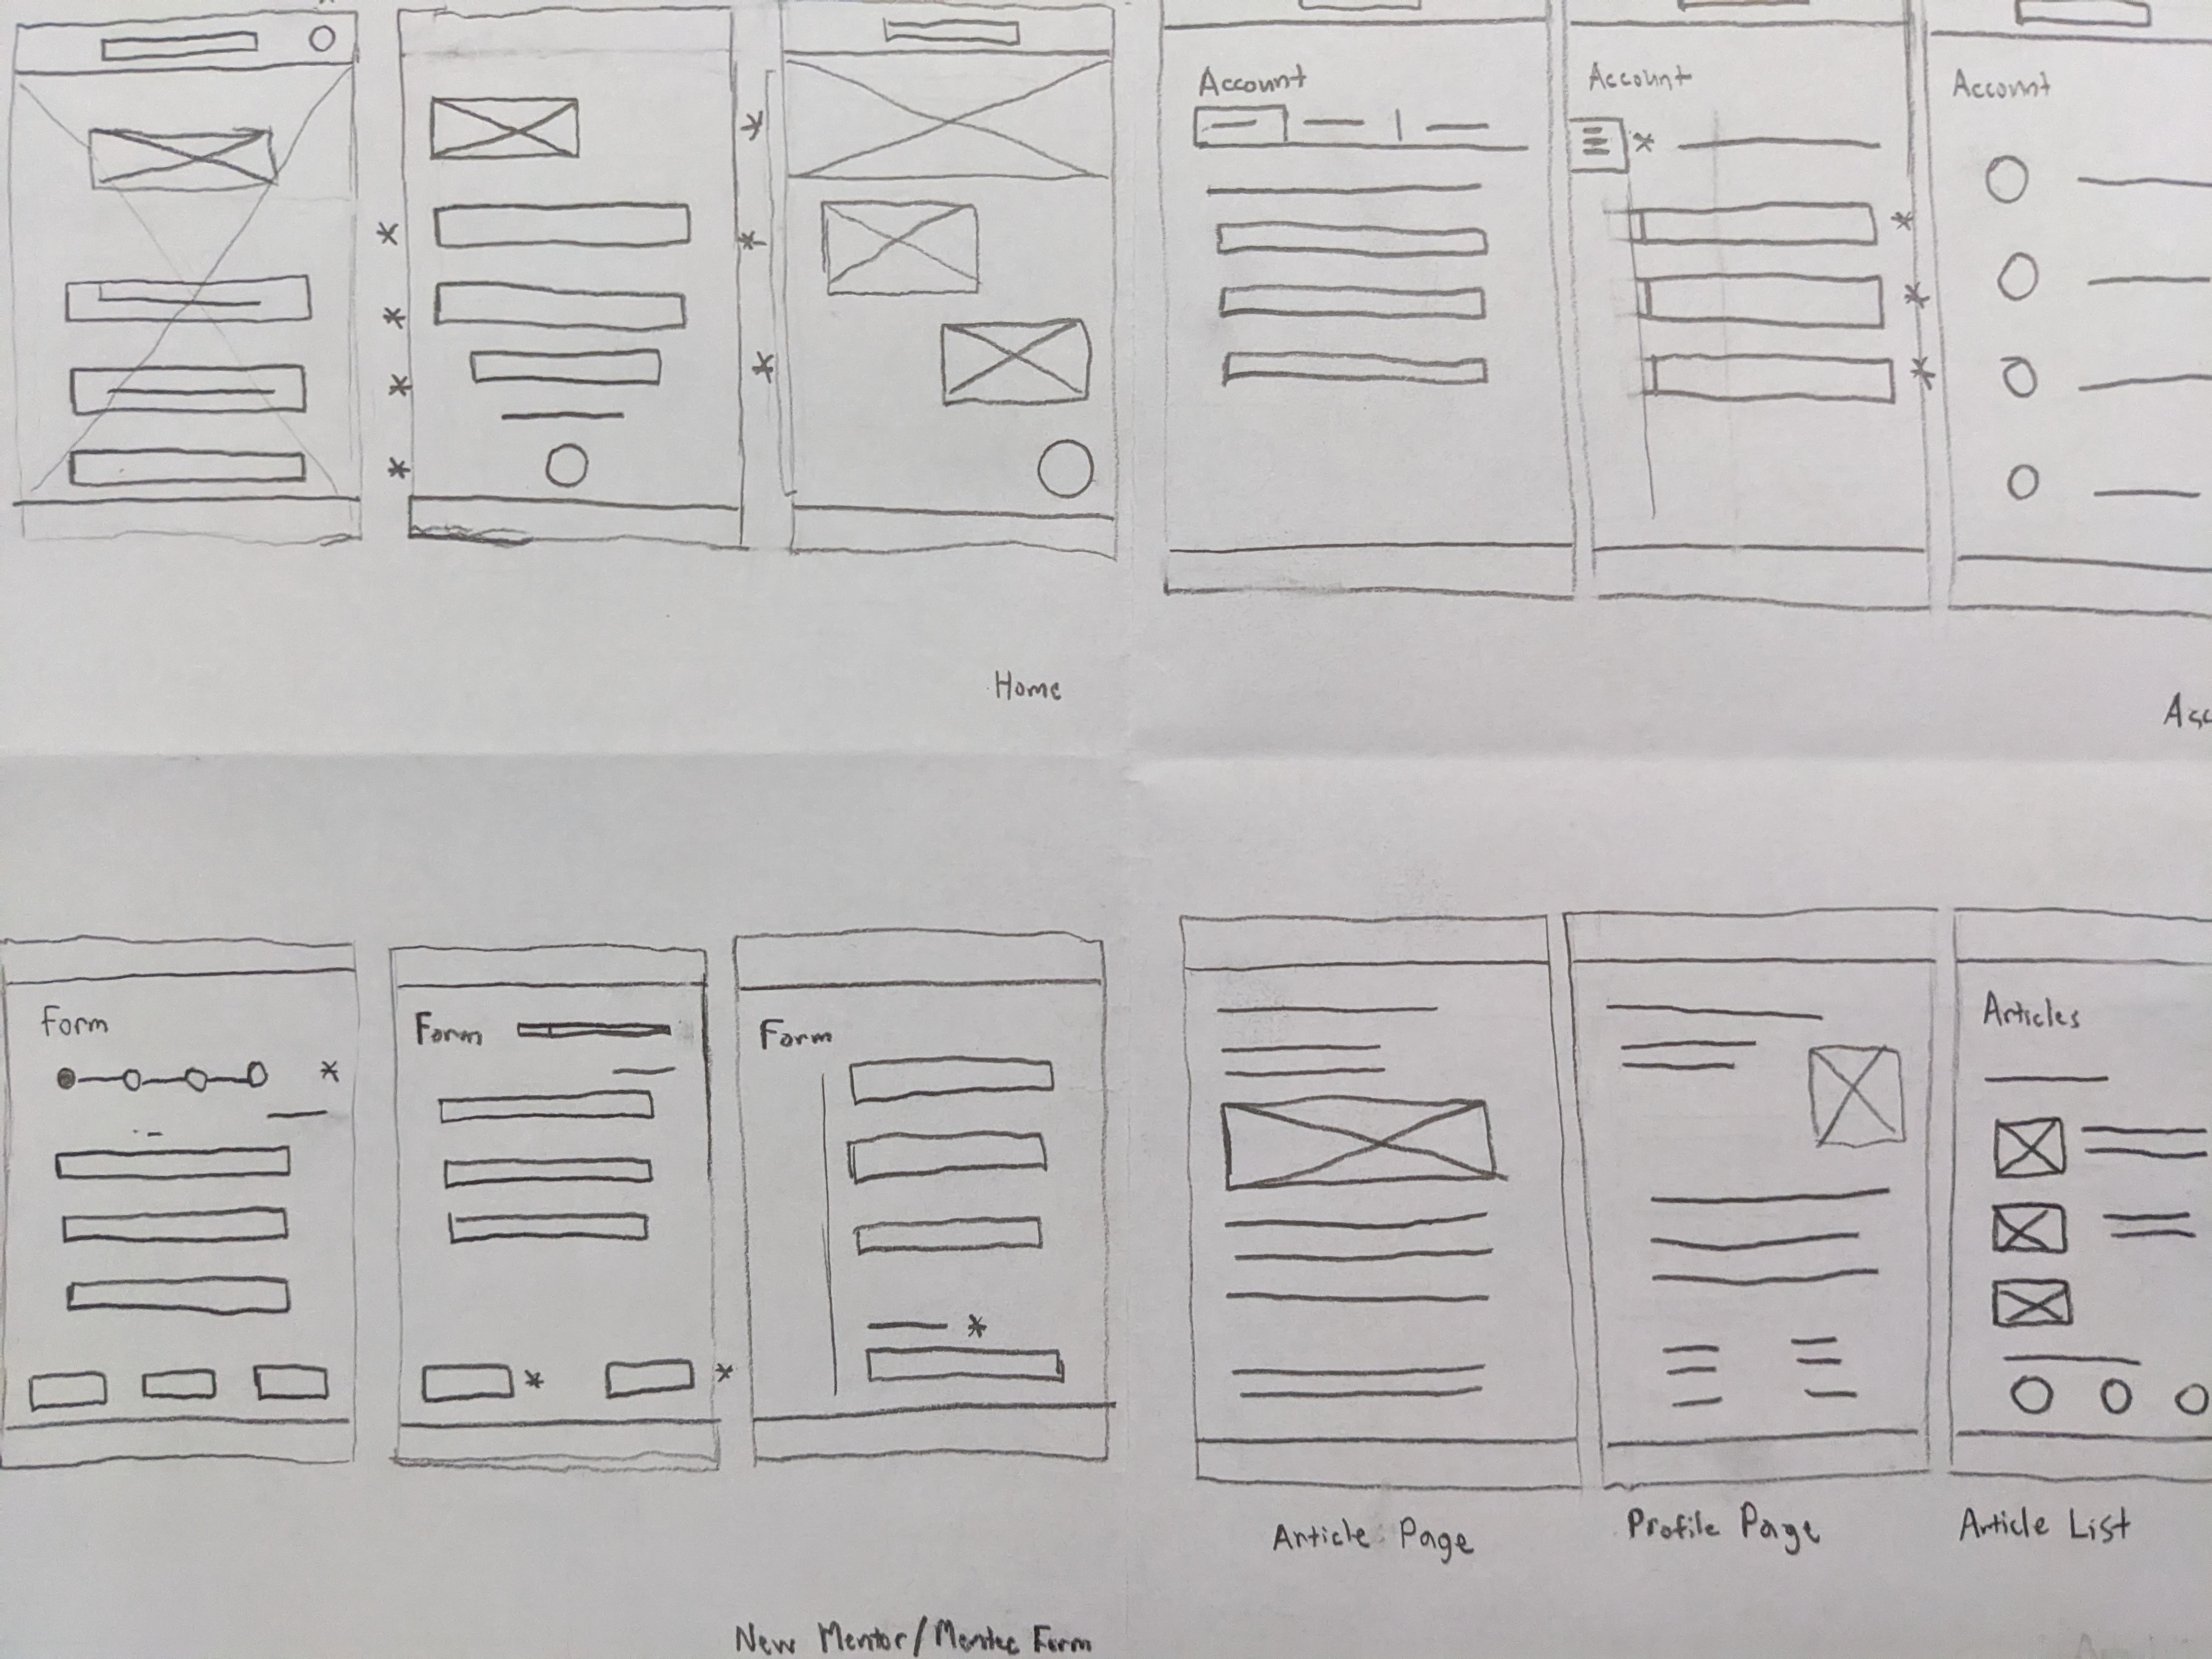 Account
Account
Account
Home
Acc
Form
Form
Form
Articles
Article Page
Profile Page
Article List
New Mentor/Mentee Form